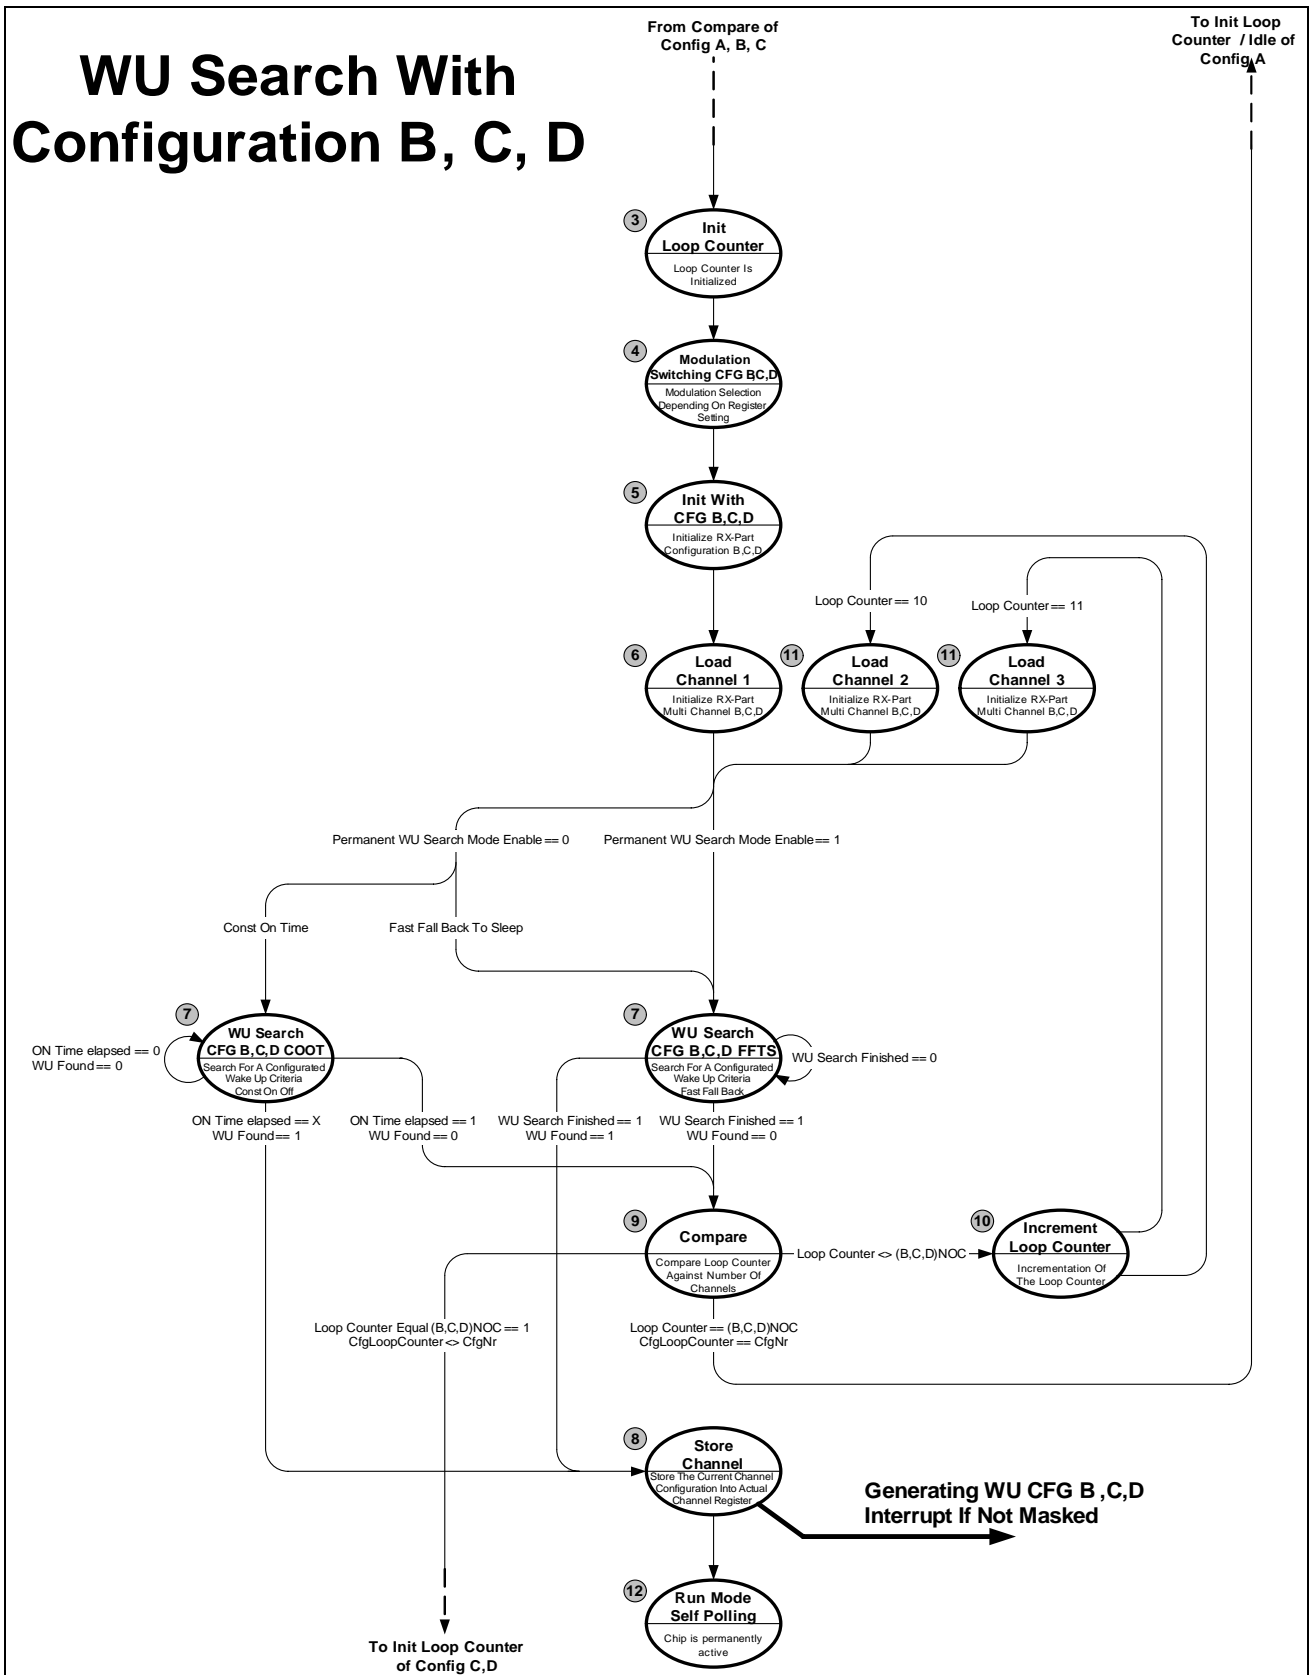 WU Search With
Configuration B, C, D
From Compare of
Config A, B, C
To Init Loop
Counter / Idle of
Config A
3
Init
Loop Counter
Loop Counter Is
Initialized
4
Modulation
Switching CFG B,C,D
Modulation Selection
Depending On Register
Setting
5
Init With
CFG B,C,D
Initialize RX-Part
Configuration B,C,D
Loop Counter == 10
Loop Counter == 11
6
Load
Channel 1
Initialize RX-Part
Multi Channel B,C,D
11
Load
Channel 2
Initialize RX-Part
Multi Channel B,C,D
11
Load
Channel 3
Initialize RX-Part
Multi Channel B,C,D
Permanent WU Search Mode Enable == 0
Permanent WU Search Mode Enable == 1
Const On Time
Fast Fall Back To Sleep
7
WU Search
CFG B,C,D COOT
Search For A Configurated
Wake Up Criteria
Const On Off
ON Time elapsed == 0
WU Found == 0
7
WU Search
CFG B,C,D FFTS
Search For A Configurated
Wake Up Criteria
Fast Fall Back
WU Search Finished == 0
ON Time elapsed == X
WU Found == 1
ON Time elapsed == 1
WU Found == 0
WU Search Finished == 1
WU Found == 1
WU Search Finished == 1
WU Found == 0
9
Compare
Compare Loop Counter
Against Number Of
Channels
Loop Counter <> (B,C,D)NOC
10
Increment
Loop Counter
Incrementation Of
The Loop Counter
Loop Counter Equal (B,C,D)NOC == 1
CfgLoopCounter <> CfgNr
Loop Counter == (B,C,D)NOC
CfgLoopCounter == CfgNr
8
Store
Channel
Store The Current Channel
Configuration Into Actual
Channel Register
Generating WU CFG B ,C,D
Interrupt If Not Masked
12
Run Mode
Self Polling
Chip is permanently
active
To Init Loop Counter
of Config C,D